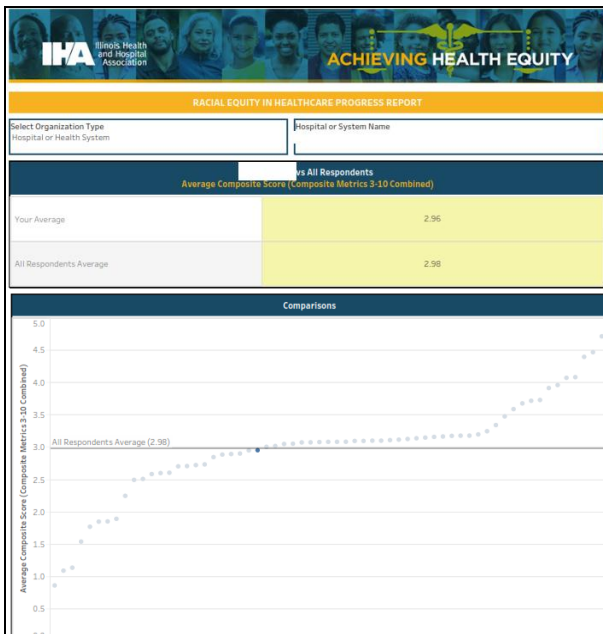 IHA
Illinois Health
and Hospital
Association
ACHIEVING HEALTH EQUITY
RACIAL EQUITY IN HEALTHCARE PROGRESS REPORT
Select Organization Type
Hospital or Health System
Hospital or System Name
vs All Respondents
Average Composite Score (Composite Metrics 3-10 Combined)
Your Average
2.96
All Respondents Average
2.98
Comparisons
Average Composite Score (Composite Metrics 3-10 Combined)
5.0
4.5
4.0
3.5
All Respondents Average (2.98)
3.0
2.5
2.0
1.5
1.0
0.5